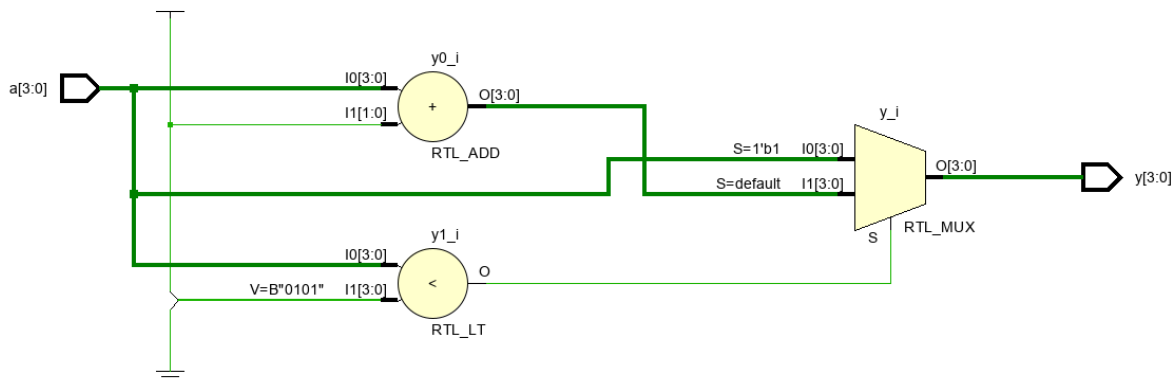 y0_i
a[3:0]
I0[3:0]
O[3:0]
+
I1[1:0]
RTL_ADD
y_i
S=1'b1
I0[3:0]
O[3:0]
y[3:0]
S=default
I1[3:0]
RTL_MUX
S
y1_i
I0[3:0]
O
<
V=B"0101"
I1[3:0]
RTL_LT